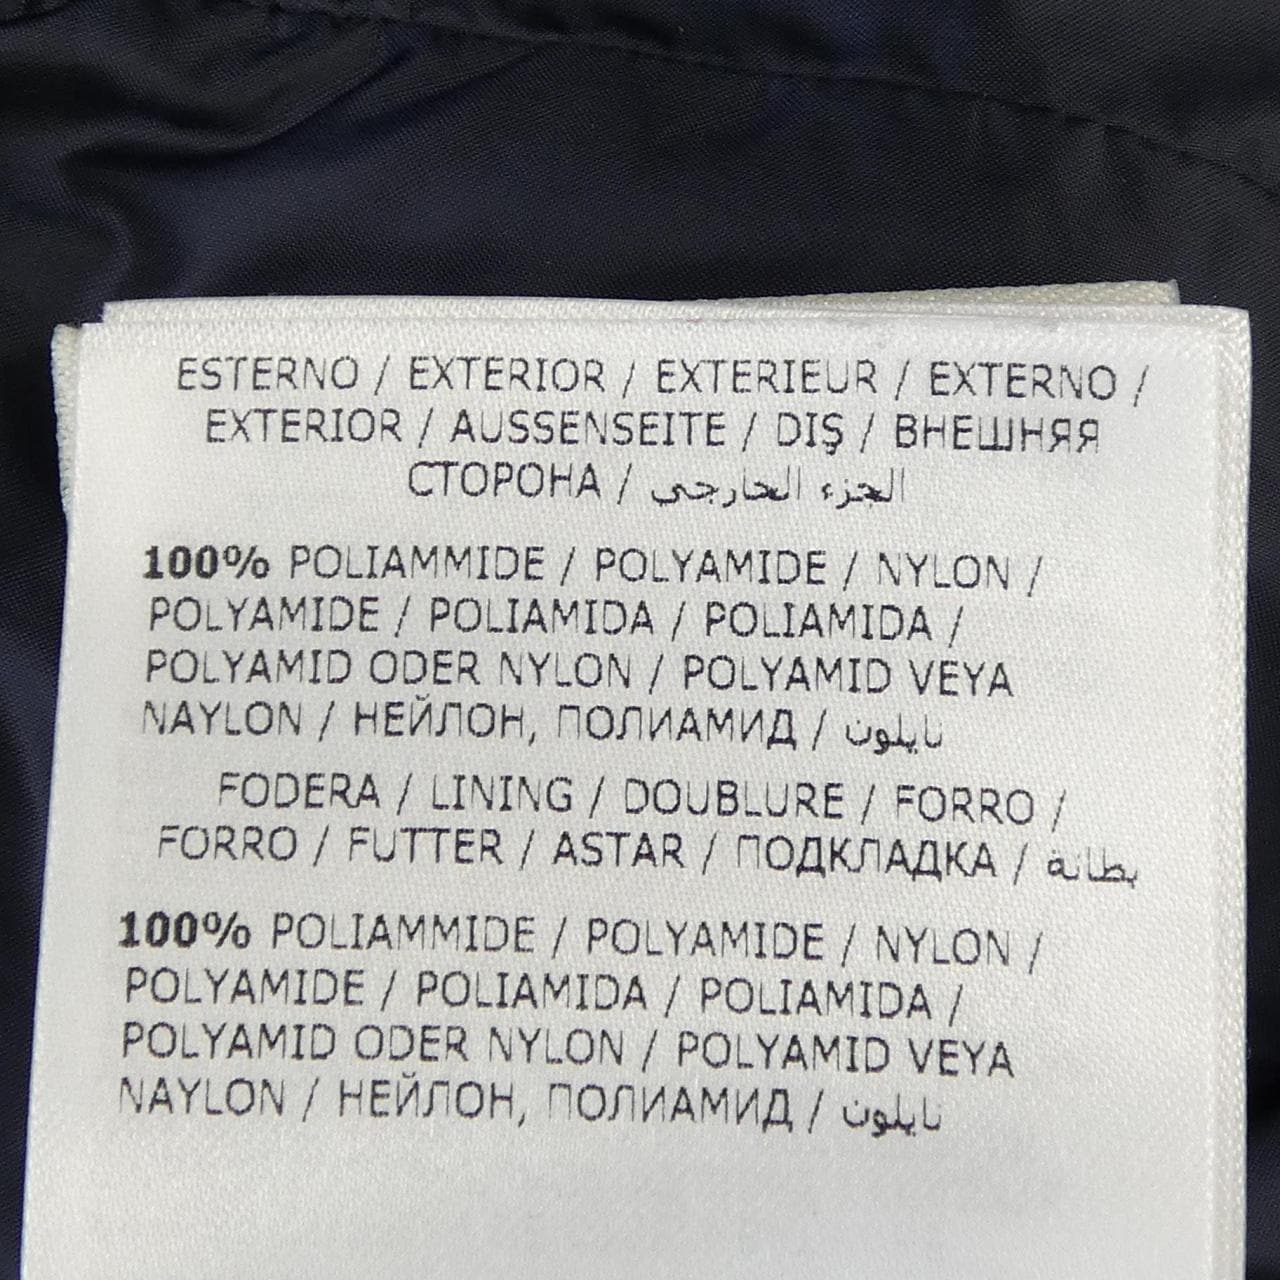 ESTERNO / EXTERIOR / EXTERIEUR / EXTERNO /
EXTERIOR / AUSSENSEITE / DIŞ / ВНЕШНЯЯ
СТОРОНА / الجزء الخارجي
100% POLIAMMIDE / POLYAMIDE / NYLON /
POLYAMIDE / POLIAMIDA / POLIAMIDA /
POLYAMID ODER NYLON / POLYAMID VEYA
NAYLON / НЕЙЛОН, ПОЛИАМИД / نايلون
FODERA / LINING / DOUBLURE / FORRO /
FORRO / FUTTER / ASTAR / ПОДКЛАДКА / بطانة
100% POLIAMMIDE / POLYAMIDE / NYLON /
POLYAMIDE / POLIAMIDA / POLIAMIDA /
POLYAMID ODER NYLON / POLYAMID VEYA
NAYLON / НЕЙЛОН, ПОЛИАМИД / نايلون